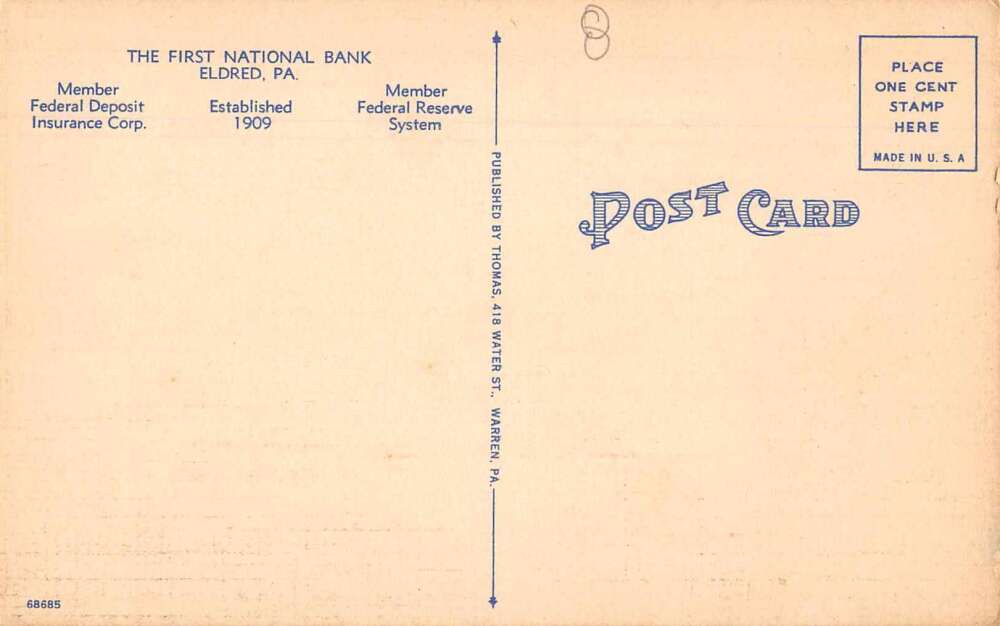 THE FIRST NATIONAL BANK
ELDRED, PA.
Member
Federal Deposit
Insurance Corp.
Established
1909
Member
Federal Reserve
System
PUBLISHED BY THOMAS, 418 WATER ST., WARREN, PA.
8
PLACE
ONE CENT
STAMP
HERE
MADE IN U. S. A
POST CARD
68685